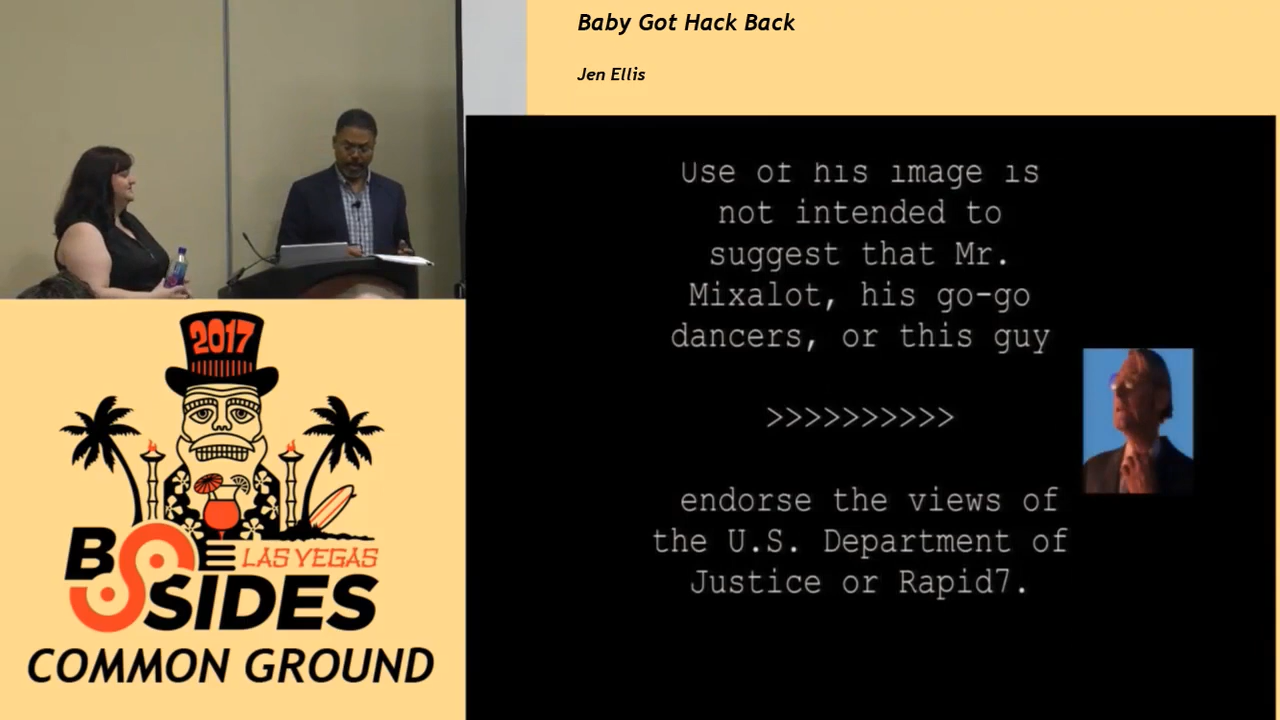 Baby Got Hack Back
Jen Ellis
Use of his image is
not intended to
suggest that Mr.
Mixalot, his go-go
dancers, or this guy
>>>>>>>>>>
endorse the views of
the U.S. Department of
Justice or Rapid7.
2017
BSIDES
LAS VEGAS
COMMON GROUND